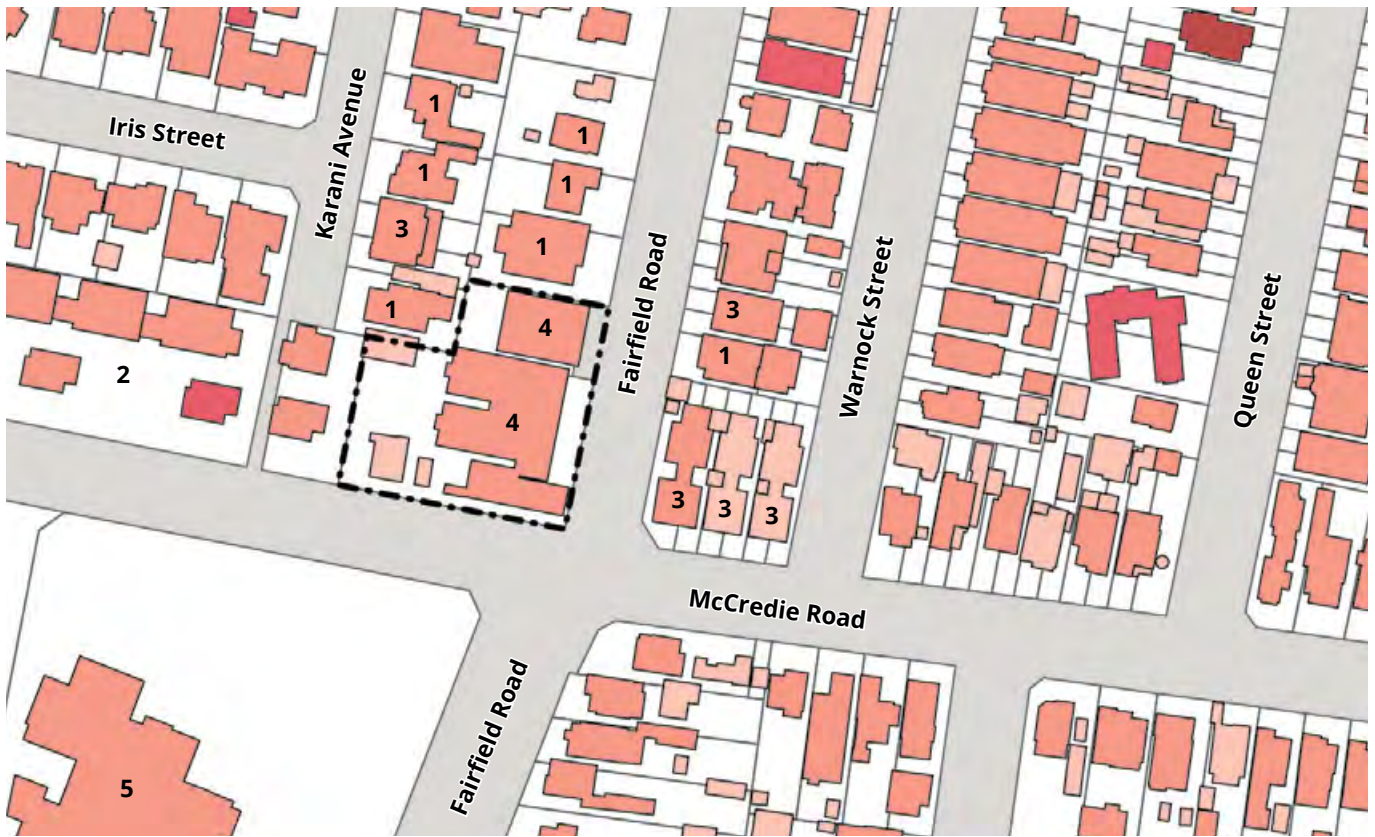 Iris Street
Karani Avenue
1
1
1
1
3
1
1
2
4
4
Fairfield Road
3
1
3
3
3
Warnock Street
Queen Street
McCredie Road
Fairfield Road
5